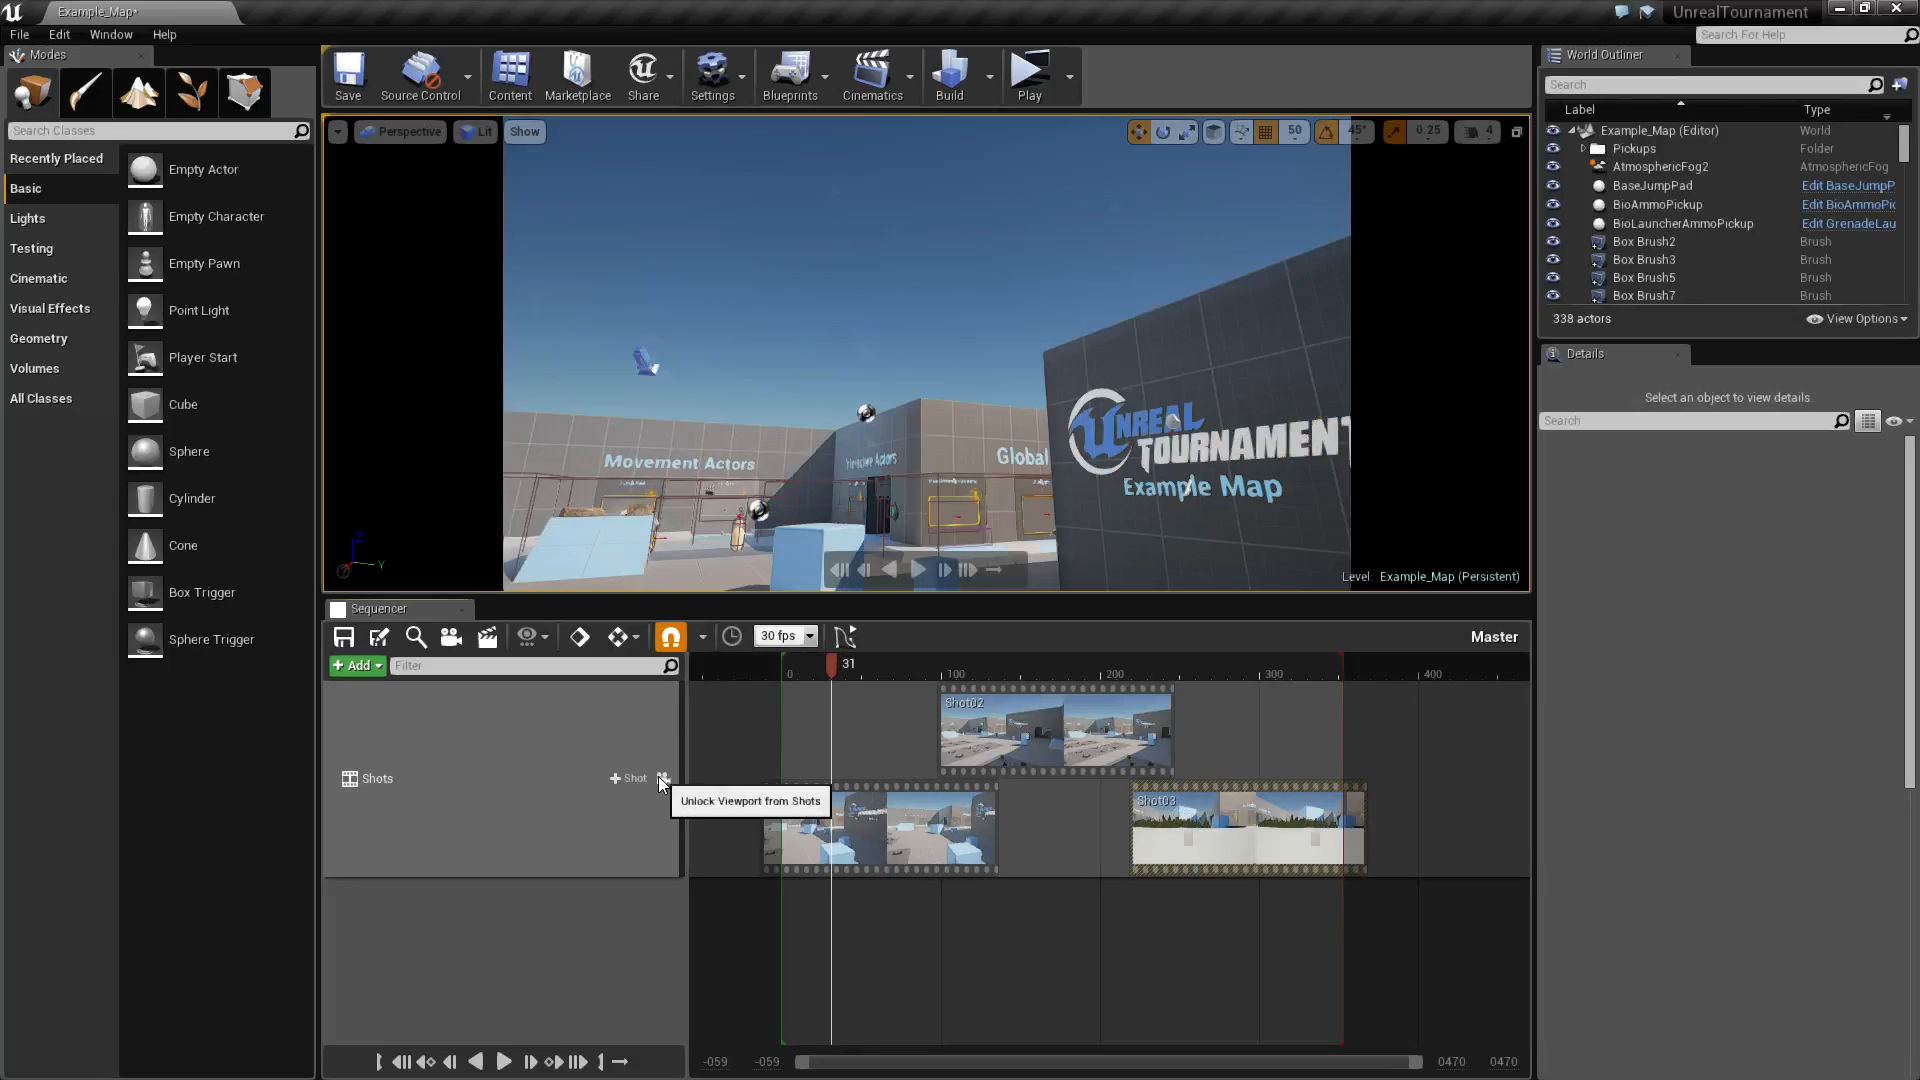 Example_Map*
UnrealTournament
File Edit Window Help
Search For Help
Modes
Search Classes
Recently Placed
Basic
Lights
Testing
Cinematic
Visual Effects
Geometry
Volumes
All Classes
Empty Actor
Empty Character
Empty Pawn
Point Light
Player Start
Cube
Sphere
Cylinder
Cone
Box Trigger
Sphere Trigger
Save Source Control Content Marketplace Share Settings Blueprints Cinematics Build Play
Perspective Lit Show
50 45° 0.25 4
Movement Actors
Global
UNREAL
TOURNAMENT
Example Map
Z
Y
Level: Example_Map (Persistent)
World Outliner
Search
Label Type
Example_Map (Editor) World
Pickups Folder
AtmosphericFog2 AtmosphericFog
BaseJumpPad Edit BaseJumpP
BioAmmoPickup Edit BioAmmoPic
BioLauncherAmmoPickup Edit GrenadeLau
Box Brush2 Brush
Box Brush3 Brush
Box Brush5 Brush
Box Brush7 Brush
338 actors
View Options
Details
Select an object to view details
Search
Sequencer
30 fps
Master
+ Add
Filter
31
0 100 200 300 400
Shot02
Shots
+ Shot
Unlock Viewport from Shots
Shot03
-059 -059 0470 0470